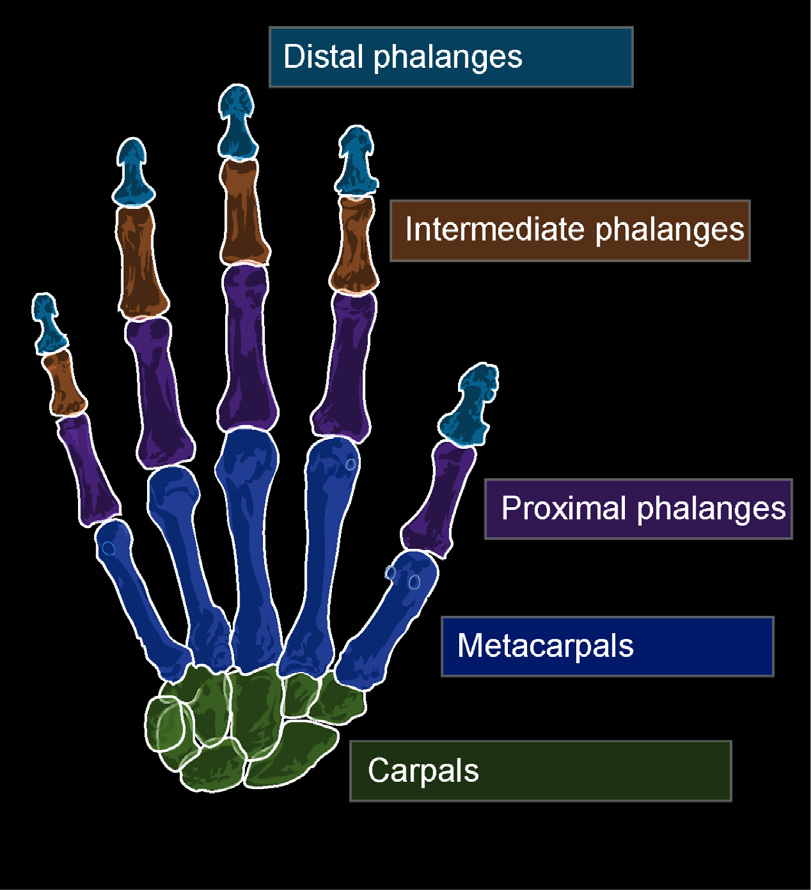 Distal phalanges
Intermediate phalanges
Proximal phalanges
Metacarpals
Carpals